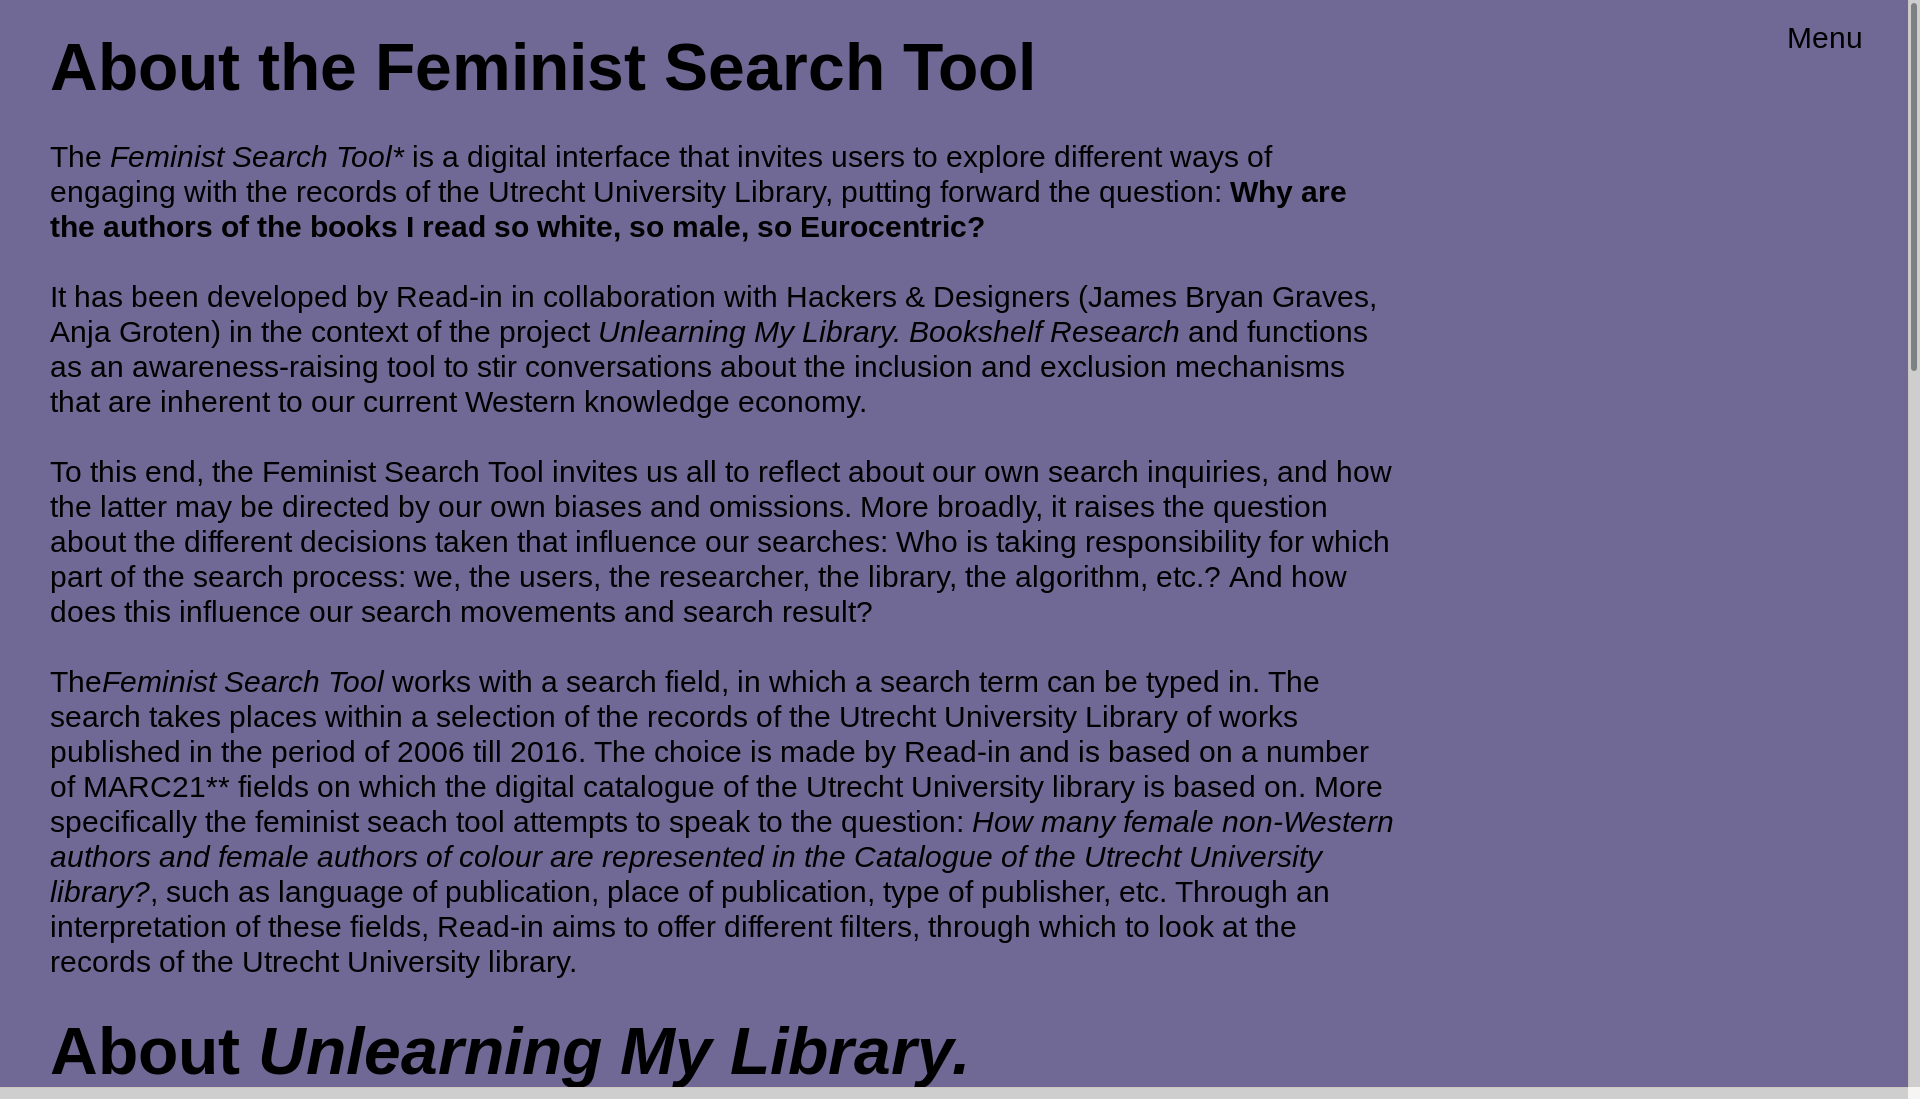 Menu
About the Feminist Search Tool
The Feminist Search Tool* is a digital interface that invites users to explore different ways of
engaging with the records of the Utrecht University Library, putting forward the question: Why are
the authors of the books I read so white, so male, so Eurocentric?
It has been developed by Read-in in collaboration with Hackers & Designers (James Bryan Graves,
Anja Groten) in the context of the project Unlearning My Library. Bookshelf Research and functions
as an awareness-raising tool to stir conversations about the inclusion and exclusion mechanisms
that are inherent to our current Western knowledge economy.
To this end, the Feminist Search Tool invites us all to reflect about our own search inquiries, and how
the latter may be directed by our own biases and omissions. More broadly, it raises the question
about the different decisions taken that influence our searches: Who is taking responsibility for which
part of the search process: we, the users, the researcher, the library, the algorithm, etc.? And how
does this influence our search movements and search result?
TheFeminist Search Tool works with a search field, in which a search term can be typed in. The
search takes places within a selection of the records of the Utrecht University Library of works
published in the period of 2006 till 2016. The choice is made by Read-in and is based on a number
of MARC21** fields on which the digital catalogue of the Utrecht University library is based on. More
specifically the feminist seach tool attempts to speak to the question: How many female non-Western
authors and female authors of colour are represented in the Catalogue of the Utrecht University
library?, such as language of publication, place of publication, type of publisher, etc. Through an
interpretation of these fields, Read-in aims to offer different filters, through which to look at the
records of the Utrecht University library.
About Unlearning My Library.